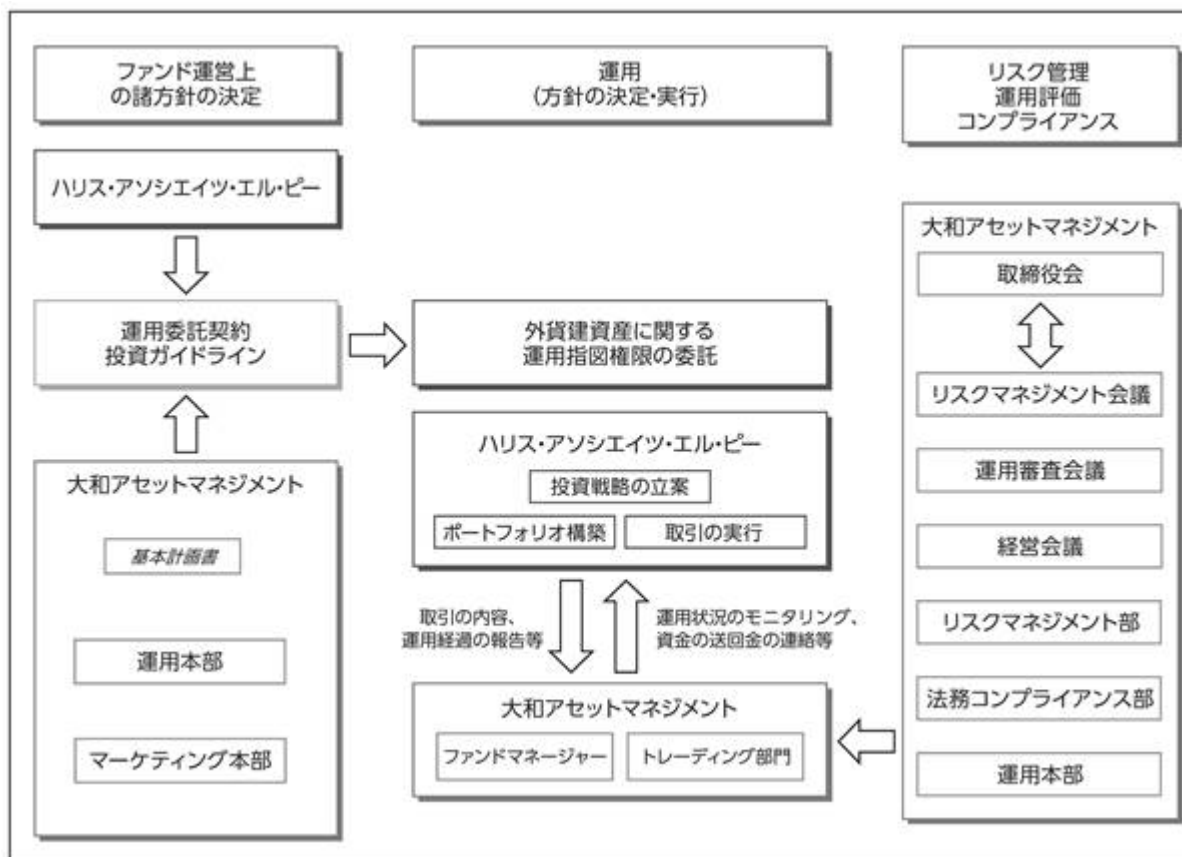 ファンド運営上
の諸方針の決定
ハリス・アソシエイツ・エル・ピー
運用委託契約
投資ガイドライン
大和アセットマネジメント
基本計画書
運用本部
マーケティング本部
運用
(方針の決定・実行)
外貨建資産に関する
運用指図権限の委託
ハリス・アソシエイツ・エル・ピー
投資戦略の立案
ポートフォリオ構築
取引の実行
取引の内容、
運用経過の報告等
運用状況のモニタリング、
資金の送回金の連絡等
大和アセットマネジメント
ファンドマネージャー
トレーディング部門
リスク管理
運用評価
コンプライアンス
大和アセットマネジメント
取締役会
リスクマネジメント会議
運用審査会議
経営会議
リスクマネジメント部
法務コンプライアンス部
運用本部